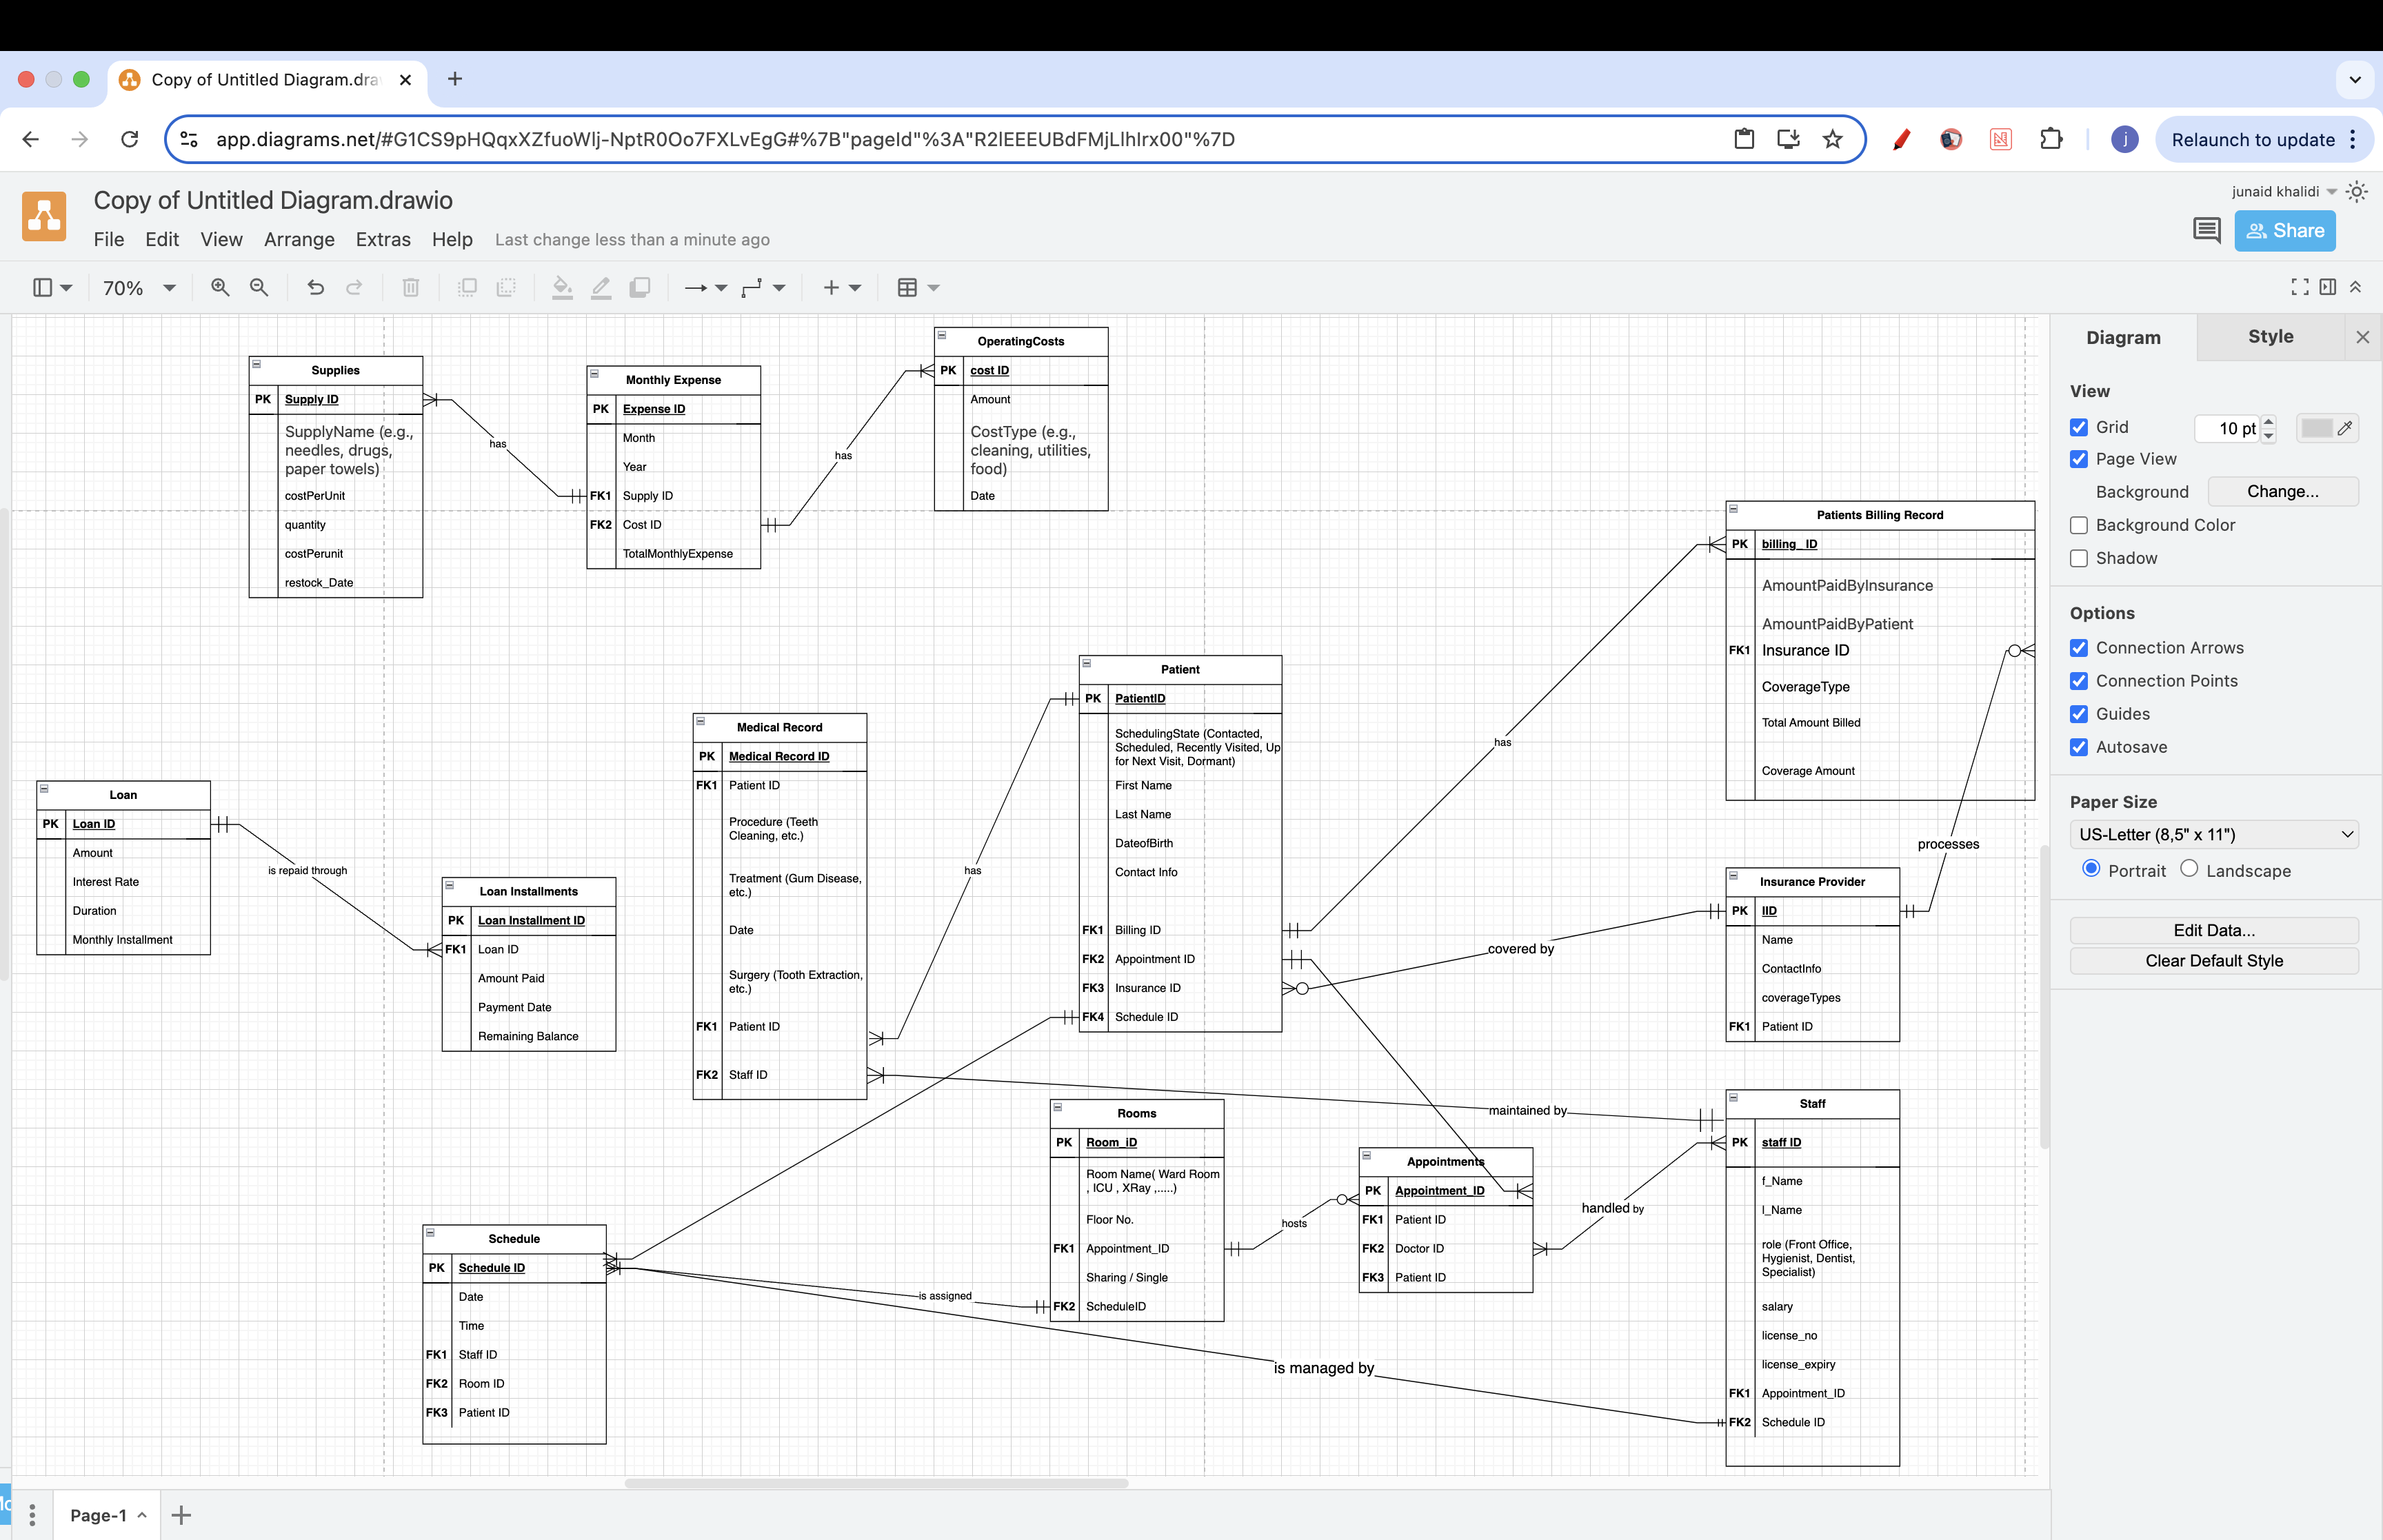 Copy of Untitled Diagram.dra
app.diagrams.net/#G1CS9pHQqxXZfuoWlj-NptR0Oo7FXLvEgG#%7B"pageId"%3A"R2lEEEUBdFMjLlhIrx00"%7D
j
Relaunch to update
Copy of Untitled Diagram.drawio
junaid khalidi
File Edit View Arrange Extras Help Last change less than a minute ago
Share
70%
Supplies
PK Supply ID
SupplyName (e.g.,
needles, drugs,
paper towels)
costPerUnit
quantity
costPerunit
restock_Date
has
Monthly Expense
PK Expense ID
Month
Year
FK1 Supply ID
FK2 Cost ID
TotalMonthlyExpense
has
OperatingCosts
PK cost ID
Amount
CostType (e.g.,
cleaning, utilities,
food)
Date
Patients Billing Record
PK billing_ ID
AmountPaidByInsurance
AmountPaidByPatient
FK1 Insurance ID
CoverageType
Total Amount Billed
Coverage Amount
Patient
PK PatientID
SchedulingState (Contacted,
Scheduled, Recently Visited, Up
for Next Visit, Dormant)
First Name
Last Name
DateofBirth
Contact Info
FK1 Billing ID
FK2 Appointment ID
FK3 Insurance ID
FK4 Schedule ID
has
Medical Record
PK Medical Record ID
FK1 Patient ID
Procedure (Teeth
Cleaning, etc.)
Treatment (Gum Disease,
etc.)
Date
Surgery (Tooth Extraction,
etc.)
FK1 Patient ID
FK2 Staff ID
has
Loan
PK Loan ID
Amount
Interest Rate
Duration
Monthly Installment
is repaid through
Loan Installments
PK Loan Installment ID
FK1 Loan ID
Amount Paid
Payment Date
Remaining Balance
processes
Insurance Provider
PK IID
Name
ContactInfo
coverageTypes
FK1 Patient ID
covered by
maintained by
Staff
PK staff ID
f_Name
l_Name
role (Front Office,
Hygienist, Dentist,
Specialist)
salary
license_no
license_expiry
FK1 Appointment_ID
FK2 Schedule ID
Rooms
PK Room_iD
Room Name( Ward Room
, ICU , XRay ,.....)
Floor No.
FK1 Appointment_ID
Sharing / Single
FK2 ScheduleID
hosts
Appointments
PK Appointment_ID
FK1 Patient ID
FK2 Doctor ID
FK3 Patient ID
handled by
Schedule
PK Schedule ID
Date
Time
FK1 Staff ID
FK2 Room ID
FK3 Patient ID
is assigned
is managed by
Diagram Style
View
Grid 10 pt
Page View
Background Change...
Background Color
Shadow
Options
Connection Arrows
Connection Points
Guides
Autosave
Paper Size
US-Letter (8,5" x 11")
Portrait Landscape
Edit Data...
Clear Default Style
Page-1